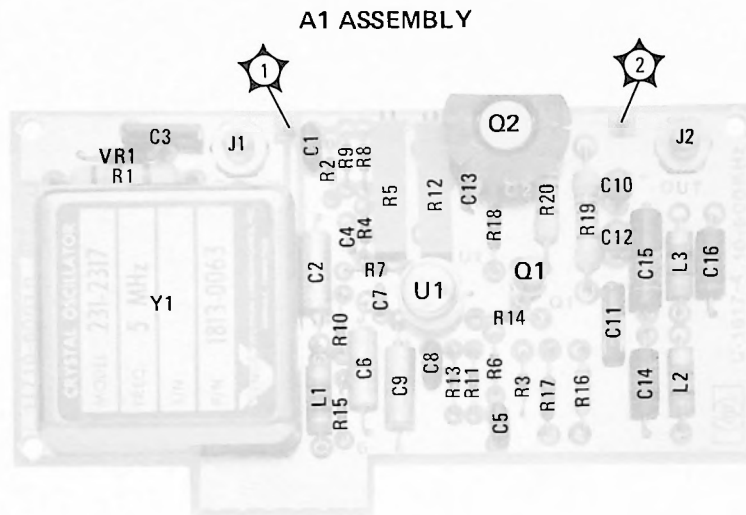 A1 ASSEMBLY
1
2
C3
J1
VR1
R1
C1
R2
R9
R8
R5
R12
C13
Q2
R18
R20
R19
C10
J2
OUT
C4
R4
C2
R7
C7
U1
Q1
C12
C15
L3
C16
CRYSTAL OSCILLATOR
MODEL 231-2317
FREQ. 5 MHz
S/N
Y1
R10
R14
C11
L1
R15
C6
C9
C8
R13
R11
R6
C5
R3
R17
R16
C14
L2